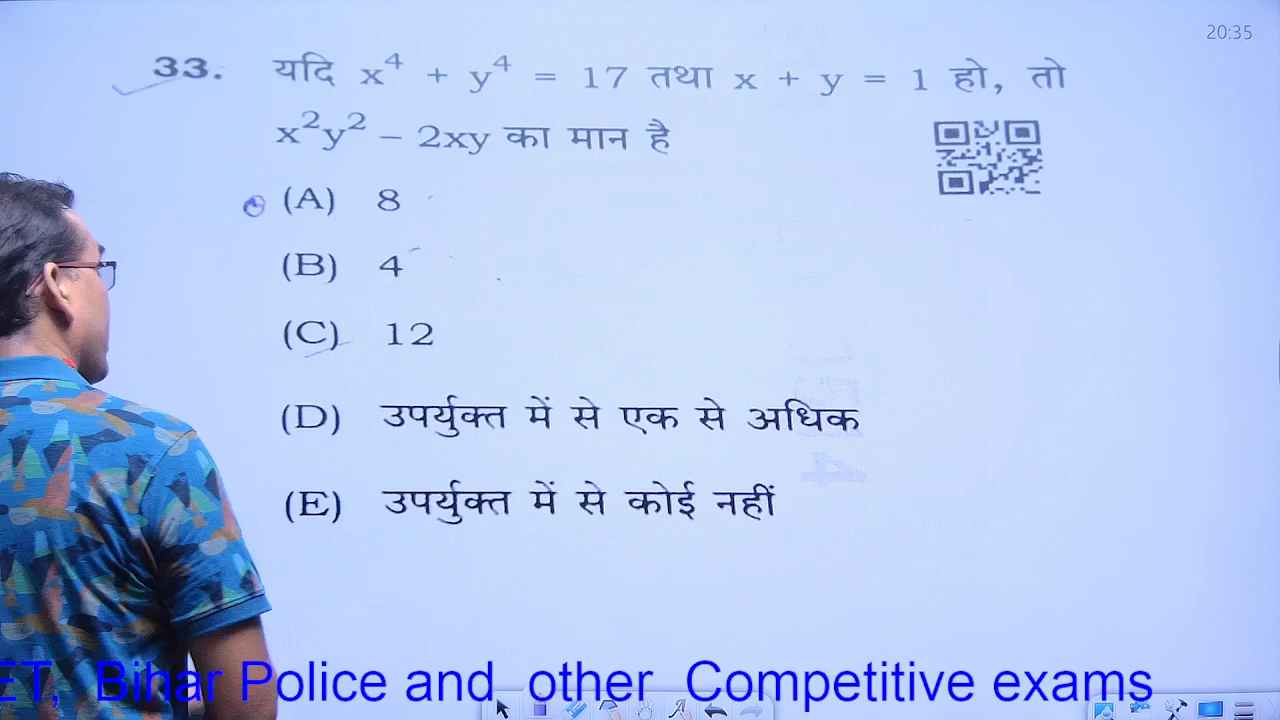 20:35
33. यदि x⁴ + y⁴ = 17 तथा x + y = 1 हो, तो
x²y² – 2xy का मान है
(A) 8
(B) 4
(C) 12
(D) उपर्युक्त में से एक से अधिक
(E) उपर्युक्त में से कोई नहीं
ET, Bihar Police and other Competitive exams